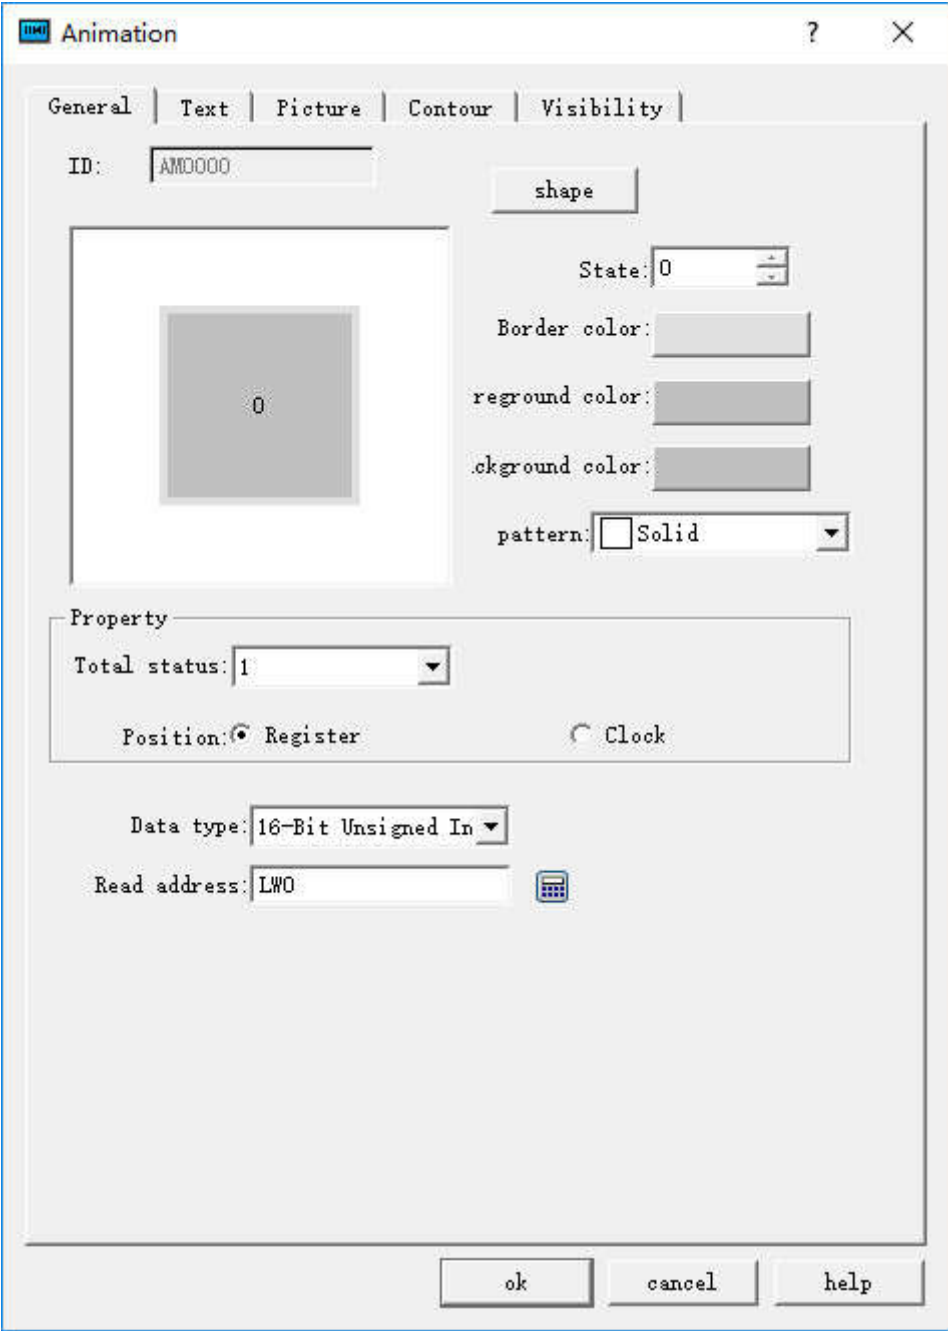 Animation ?
General Text Picture Contour Visibility
ID: AM0000
shape
State: 0
0
Border color:
reground color:
ckground color:
pattern: Solid
Property
Total status: 1
Position: Register Clock
Data type: 16-Bit Unsigned In
Read address: LW0
ok cancel help